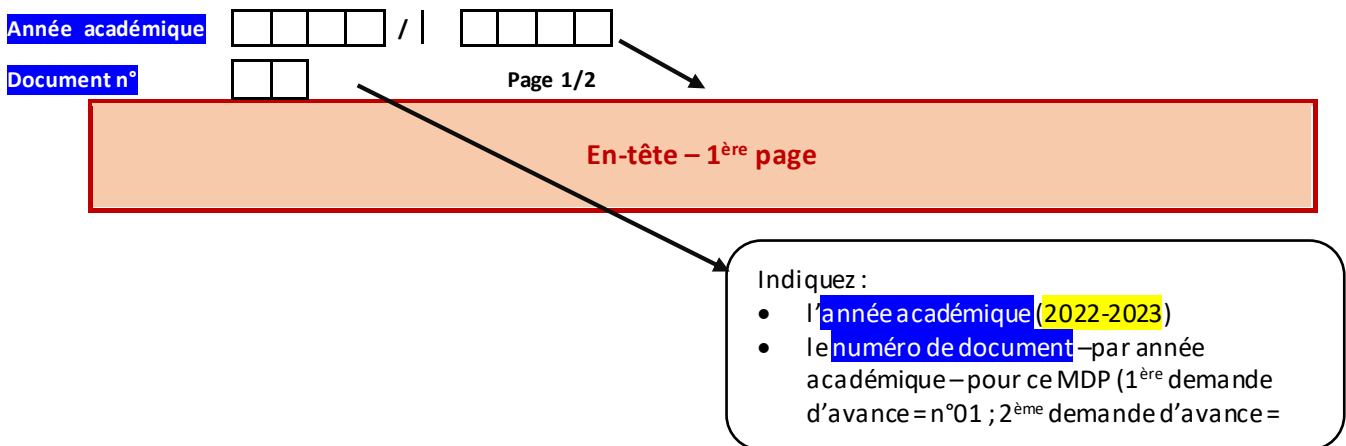 Année académique / |
Document n° Page 1/2
En-tête – 1ère page
Indiquez :
• l’année académique (2022-2023)
• le numéro de document – par année
académique – pour ce MDP (1ère demande
d’avance = n°01 ; 2ème demande d’avance =